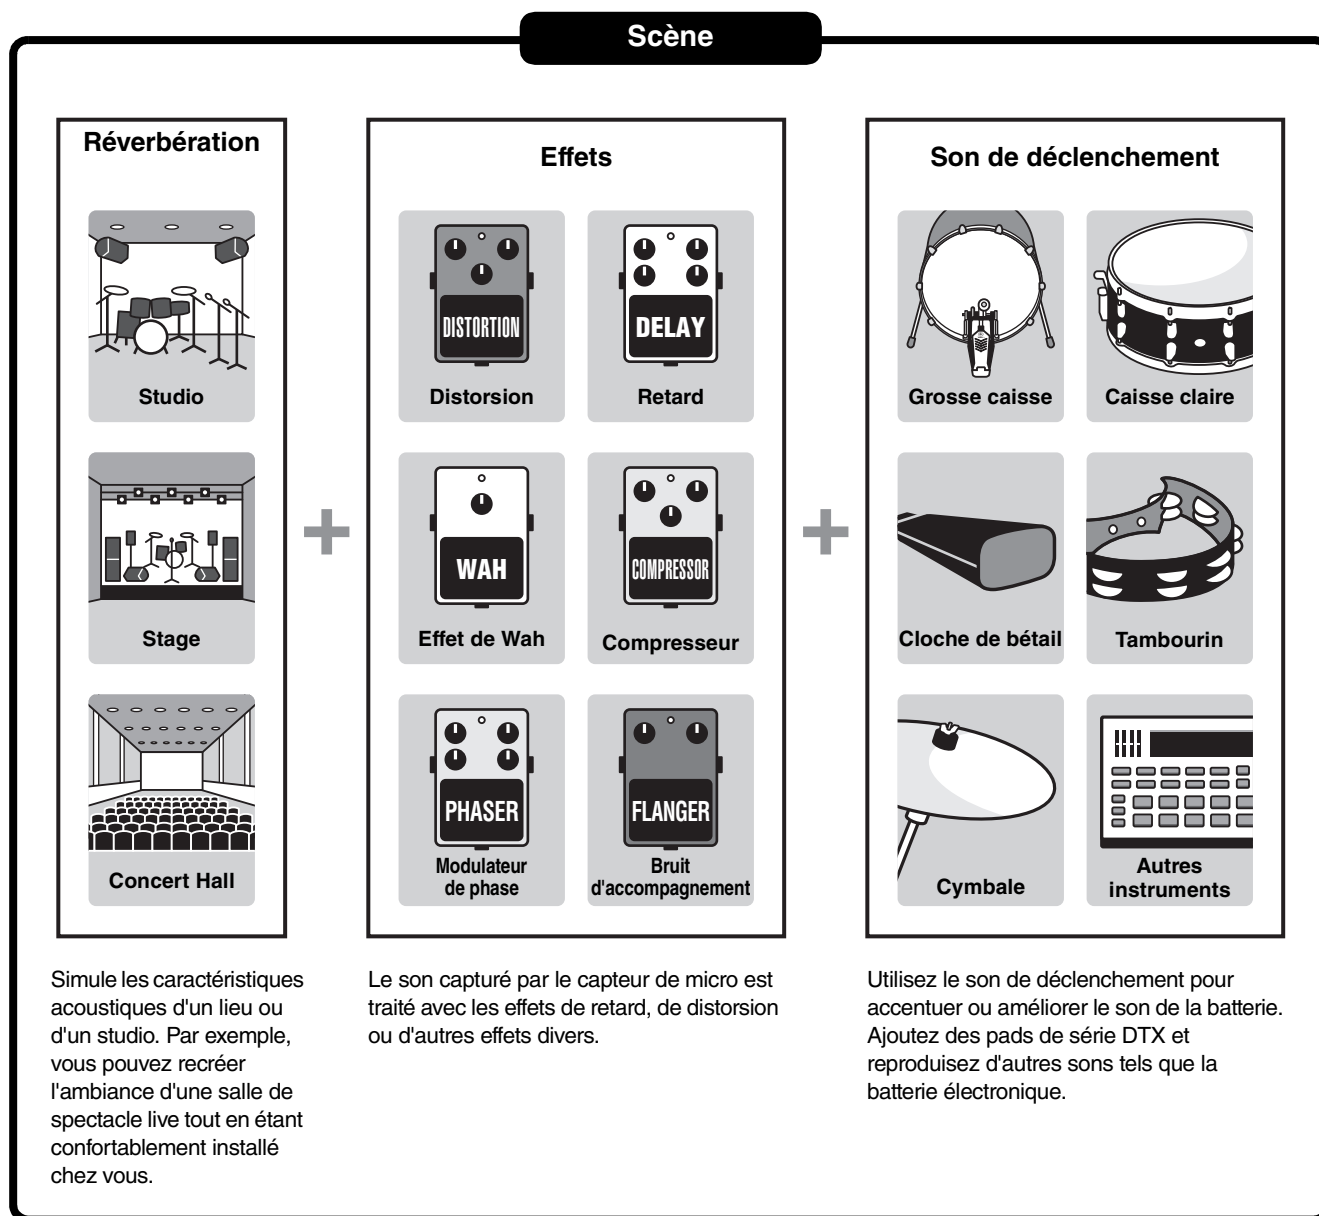 Scène
Réverbération
Studio
Stage
Concert Hall
Effets
DISTORTION
Distorsion
DELAY
Retard
WAH
Effet de Wah
COMPRESSOR
Compresseur
PHASER
Modulateur
de phase
FLANGER
Bruit
d'accompagnement
Son de déclenchement
Grosse caisse
Caisse claire
Cloche de bétail
Tambourin
Cymbale
Autres
instruments
Simule les caractéristiques
acoustiques d'un lieu ou
d'un studio. Par exemple,
vous pouvez recréer
l'ambiance d'une salle de
spectacle live tout en étant
confortablement installé
chez vous.
Le son capturé par le capteur de micro est
traité avec les effets de retard, de distorsion
ou d'autres effets divers.
Utilisez le son de déclenchement pour
accentuer ou améliorer le son de la batterie.
Ajoutez des pads de série DTX et
reproduisez d'autres sons tels que la
batterie électronique.